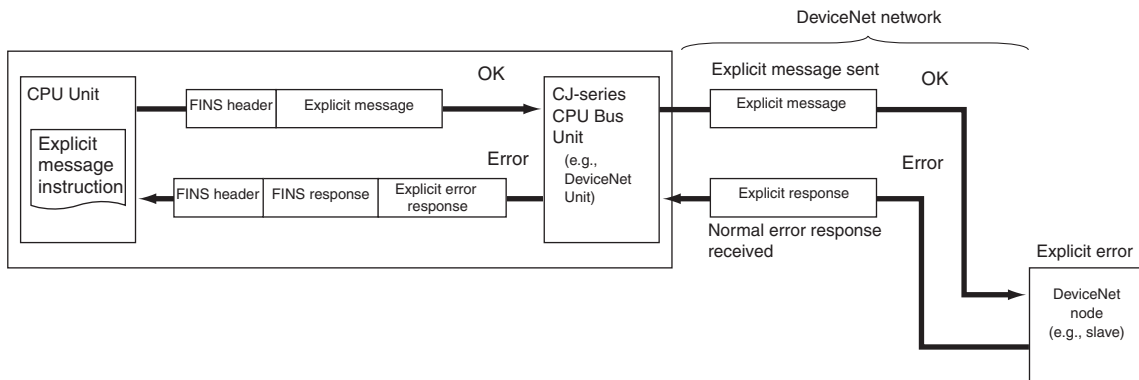 DeviceNet network
CPU Unit
Explicit
message
instruction
FINS header
Explicit message
OK
Error
FINS header
FINS response
Explicit error
response
CJ-series
CPU Bus
Unit
(e.g.,
DeviceNet
Unit)
Explicit message sent
Explicit message
OK
Error
Explicit response
Normal error response
received
Explicit error
DeviceNet
node
(e.g., slave)